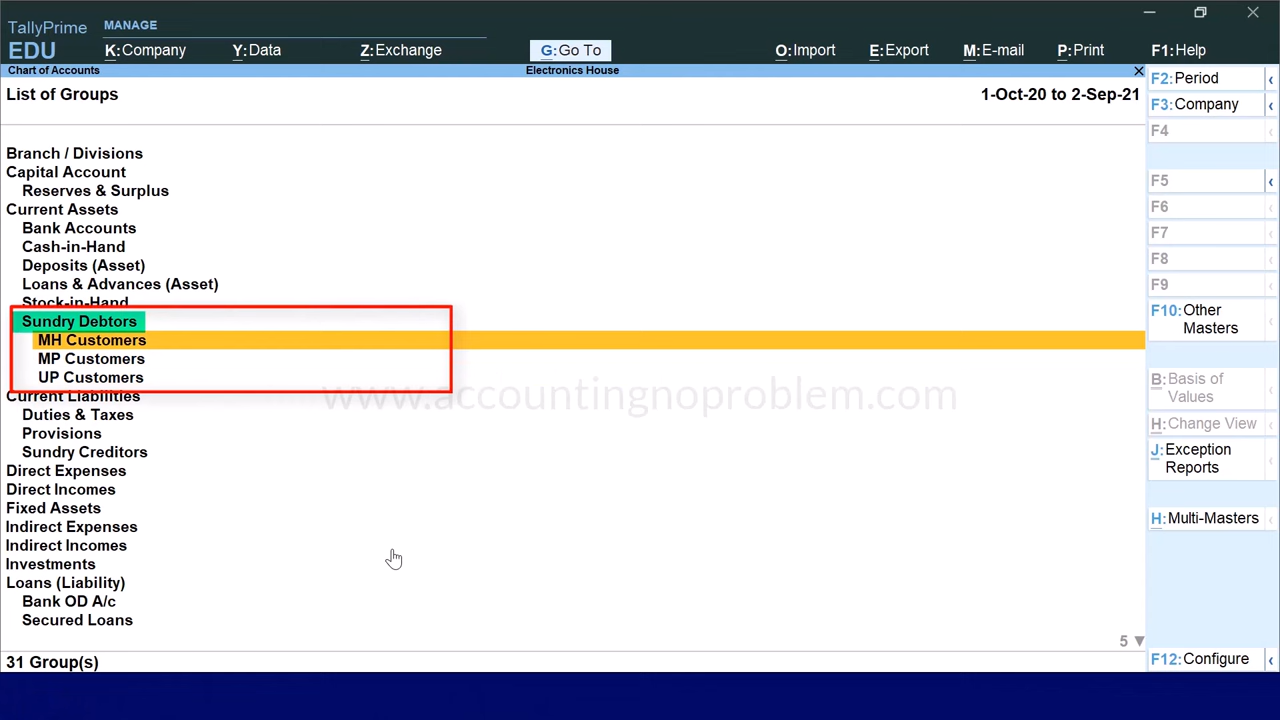 TallyPrime
MANAGE
EDU
K:Company Y:Data Z:Exchange G:Go To O:Import E:Export M:E-mail P:Print F1:Help
Chart of Accounts Electronics House
List of Groups 1-Oct-20 to 2-Sep-21
Branch / Divisions
Capital Account
Reserves & Surplus
Current Assets
Bank Accounts
Cash-in-Hand
Deposits (Asset)
Loans & Advances (Asset)
Stock-in-Hand
Sundry Debtors
MH Customers
MP Customers
UP Customers
Current Liabilities
Duties & Taxes
Provisions
Sundry Creditors
Direct Expenses
Direct Incomes
Fixed Assets
Indirect Expenses
Indirect Incomes
Investments
Loans (Liability)
Bank OD A/c
Secured Loans
5
31 Group(s)
www.accountingnoproblem.com
F2:Period
F3:Company
F4
F5
F6
F7
F8
F9
F10:Other
Masters
B:Basis of
Values
H:Change View
J:Exception
Reports
H:Multi-Masters
F12:Configure